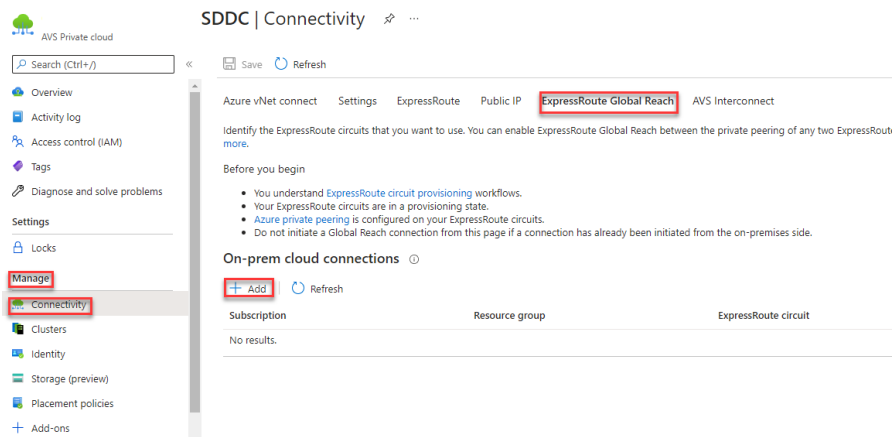 SDDC | Connectivity
AVS Private cloud
Search (Ctrl+/)
Overview
Activity log
Access control (IAM)
Tags
Diagnose and solve problems
Settings
Locks
Manage
Connectivity
Clusters
Identity
Storage (preview)
Placement policies
Add-ons
Save Refresh
Azure vNet connect Settings ExpressRoute Public IP ExpressRoute Global Reach AVS Interconnect
Identify the ExpressRoute circuits that you want to use. You can enable ExpressRoute Global Reach between the private peering of any two ExpressRoute
more.
Before you begin
• You understand ExpressRoute circuit provisioning workflows.
• Your ExpressRoute circuits are in a provisioning state.
• Azure private peering is configured on your ExpressRoute circuits.
• Do not initiate a Global Reach connection from this page if a connection has already been initiated from the on-premises side.
On-prem cloud connections
Add Refresh
Subscription Resource group ExpressRoute circuit
No results.